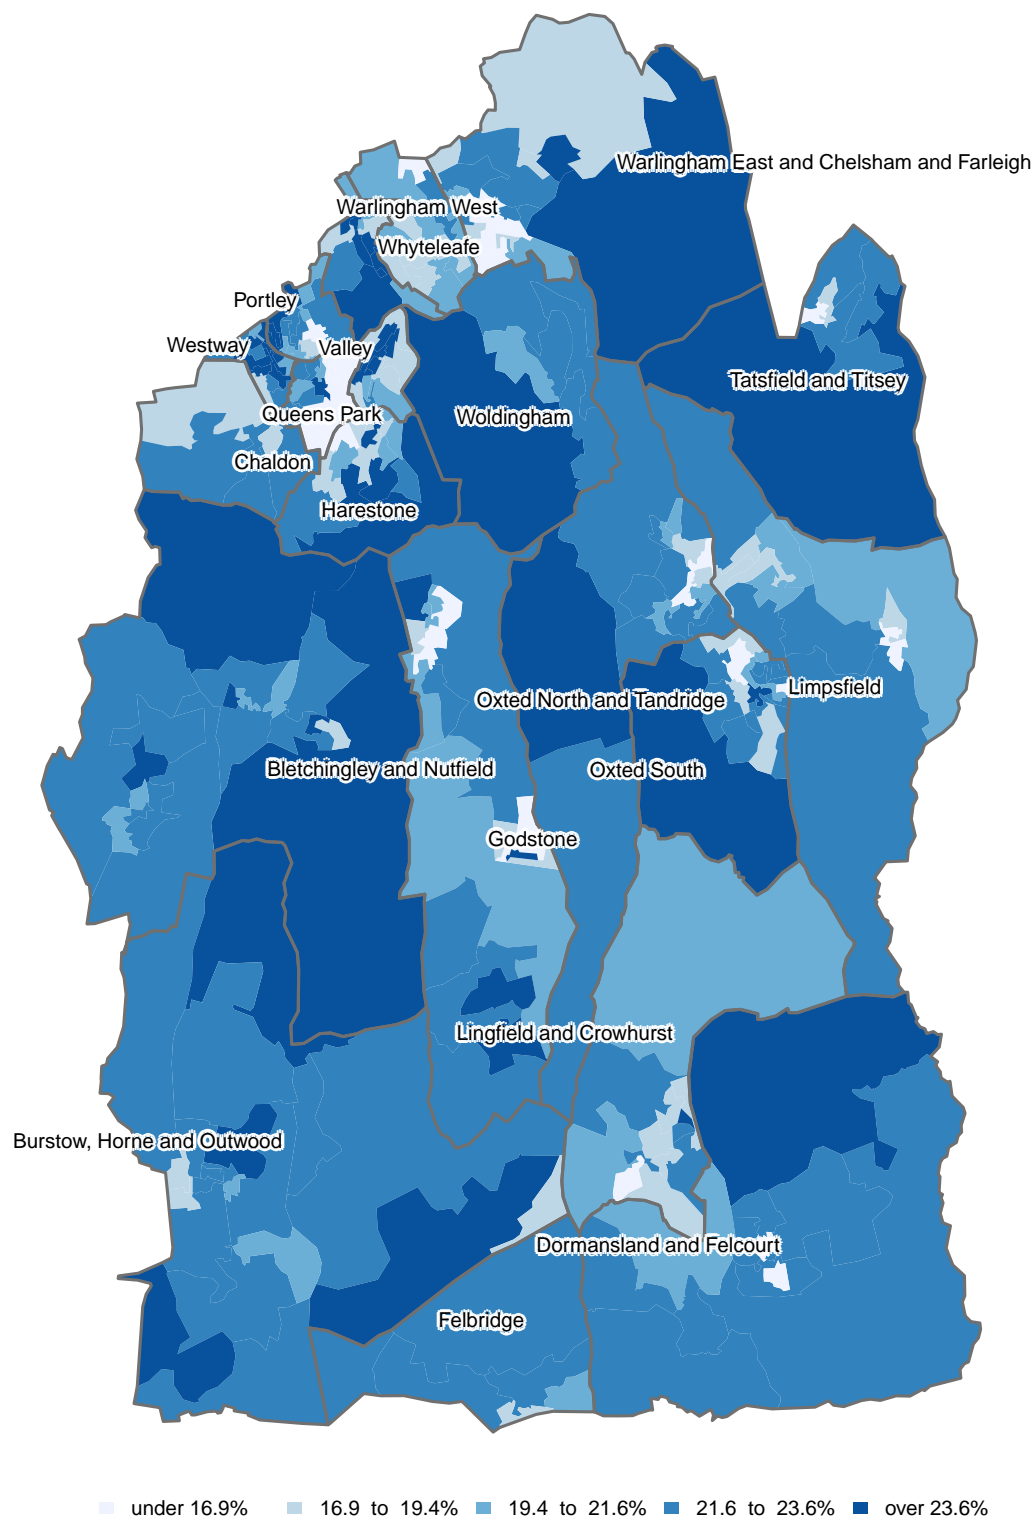 Warlingham East and Chelsham and Farleigh
Warlingham West
Whyteleafe
Portley
Westway
Valley
Tatsfield and Titsey
Queens Park
Woldingham
Chaldon
Harestone
Limpsfield
Oxted North and Tandridge
Bletchingley and Nutfield
Oxted South
Godstone
Lingfield and Crowhurst
Burstow, Horne and Outwood
Dormansland and Felcourt
Felbridge
under 16.9% 16.9 to 19.4% 19.4 to 21.6% 21.6 to 23.6% over 23.6%